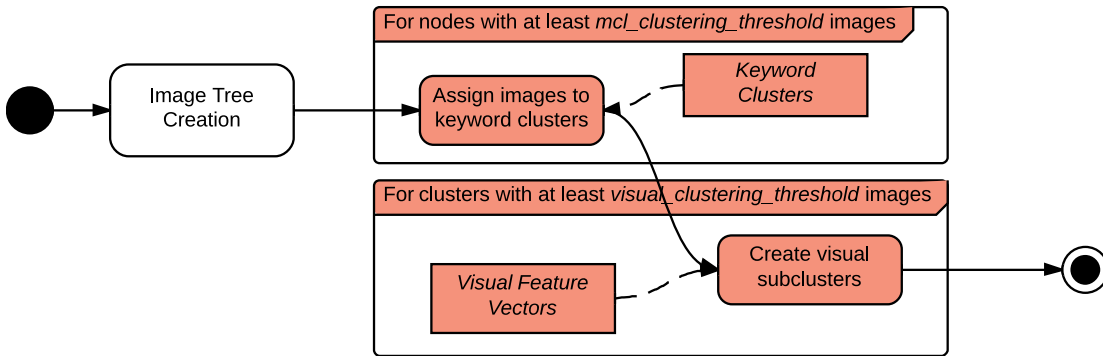 For nodes with at least mcl_clustering_threshold images
Image Tree
Creation
Assign images to
keyword clusters
Keyword
Clusters
For clusters with at least visual_clustering_threshold images
Visual Feature
Vectors
Create visual
subclusters